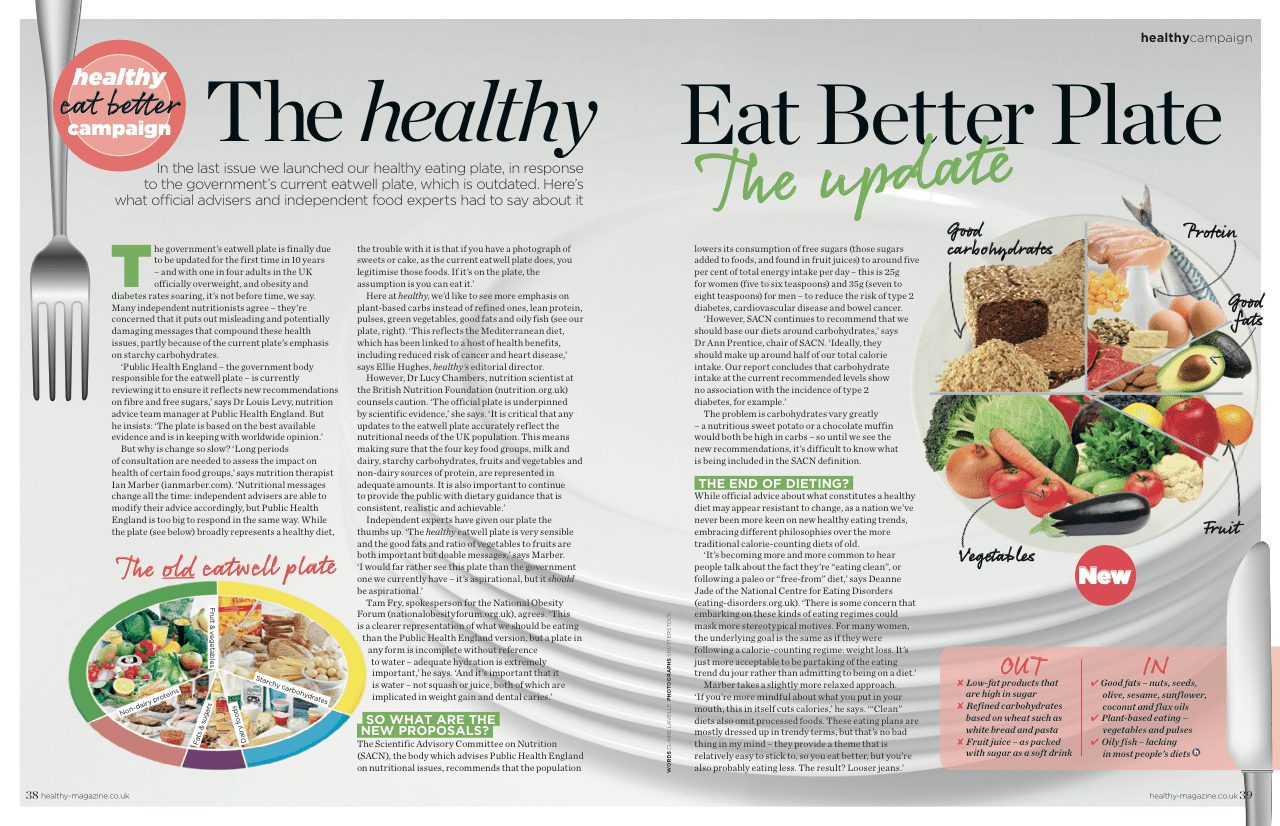 healthycampaign
healthy
eat better
campaign
The healthy
Eat Better Plate
The update
In the last issue we launched our healthy eating plate, in response
to the government's current eatwell plate, which is outdated. Here's
what official advisers and independent food experts had to say about it
The government's eatwell plate is finally due
to be updated for the first time in 10 years
– and with one in four adults in the UK
officially overweight, and obesity and
diabetes rates soaring, it's not before time, we say.
Many independent nutritionists agree – they're
concerned that it puts out misleading and potentially
damaging messages that compound these health
issues, partly because of the current plate's emphasis
on starchy carbohydrates.
'Public Health England – the government body
responsible for the eatwell plate – is currently
reviewing it to ensure it reflects new recommendations
on fibre and free sugars,' says Dr Louis Levy, nutrition
advice team manager at Public Health England. But
he insists: 'The plate is based on the best available
evidence and is in keeping with worldwide opinion.'
But why is change so slow? 'Long periods
of consultation are needed to assess the impact on
health of certain food groups,' says nutrition therapist
Ian Marber (ianmarber.com). 'Nutritional messages
change all the time: independent advisers are able to
modify their advice accordingly, but Public Health
England is too big to respond in the same way. While
the plate (see below) broadly represents a healthy diet,
The old eatwell plate
Fruit & vegetables
Starchy carbohydrates
Dairy foods
Fats & sugars
Non-dairy proteins
the trouble with it is that if you have a photograph of
sweets or cake, as the current eatwell plate does, you
legitimise those foods. If it's on the plate, the
assumption is you can eat it.'
Here at healthy, we'd like to see more emphasis on
plant-based carbs instead of refined ones, lean protein,
pulses, green vegetables, good fats and oily fish (see our
plate, right). 'This reflects the Mediterranean diet,
which has been linked to a host of health benefits,
including reduced risk of cancer and heart disease,'
says Ellie Hughes, healthy's editorial director.
However, Dr Lucy Chambers, nutrition scientist at
the British Nutrition Foundation (nutrition.org.uk)
counsels caution. 'The official plate is underpinned
by scientific evidence,' she says. 'It is critical that any
updates to the eatwell plate accurately reflect the
nutritional needs of the UK population. This means
making sure that the four key food groups, milk and
dairy, starchy carbohydrates, fruits and vegetables and
non-dairy sources of protein, are represented in
adequate amounts. It is also important to continue
to provide the public with dietary guidance that is
consistent, realistic and achievable.'
Independent experts have given our plate the
thumbs up. 'The healthy eatwell plate is very sensible
and the good fats and ratio of vegetables to fruits are
both important but doable messages,' says Marber.
'I would far rather see this plate than the government
one we currently have – it's aspirational, but it should
be aspirational.'
Tam Fry, spokesperson for the National Obesity
Forum (nationalobesityforum.org.uk), agrees. 'This
is a clearer representation of what we should be eating
than the Public Health England version, but a plate in
any form is incomplete without reference
to water – adequate hydration is extremely
important,' he says. 'And it's important that it
is water – not squash or juice, both of which are
implicated in weight gain and dental caries.'
SO WHAT ARE THE
NEW PROPOSALS?
The Scientific Advisory Committee on Nutrition
(SACN), the body which advises Public Health England
on nutritional issues, recommends that the population
WORDS CLAIRE LAVELLE PHOTOGRAPHS SHUTTERSTOCK
lowers its consumption of free sugars (those sugars
added to foods, and found in fruit juices) to around five
per cent of total energy intake per day – this is 25g
for women (five to six teaspoons) and 35g (seven to
eight teaspoons) for men – to reduce the risk of type 2
diabetes, cardiovascular disease and bowel cancer.
'However, SACN continues to recommend that we
should base our diets around carbohydrates,' says
Dr Ann Prentice, chair of SACN. 'Ideally, they
should make up around half of our total calorie
intake. Our report concludes that carbohydrate
intake at the current recommended levels show
no association with the incidence of type 2
diabetes, for example.'
The problem is carbohydrates vary greatly
– a nutritious sweet potato or a chocolate muffin
would both be high in carbs – so until we see the
new recommendations, it's difficult to know what
is being included in the SACN definition.
THE END OF DIETING?
While official advice about what constitutes a healthy
diet may appear resistant to change, as a nation we've
never been more keen on new healthy eating trends,
embracing different philosophies over the more
traditional calorie-counting diets of old.
'It's becoming more and more common to hear
people talk about the fact they're "eating clean", or
following a paleo or "free-from" diet,' says Deanne
Jade of the National Centre for Eating Disorders
(eating-disorders.org.uk). 'There is some concern that
embarking on these kinds of eating regimes could
mask more stereotypical motives. For many women,
the underlying goal is the same as if they were
following a calorie-counting regime: weight loss. It's
just more acceptable to be partaking of the eating
trend du jour rather than admitting to being on a diet.'
Marber takes a slightly more relaxed approach.
'If you're more mindful about what you put in your
mouth, this in itself cuts calories,' he says. '"Clean"
diets also omit processed foods. These eating plans are
mostly dressed up in trendy terms, but that's no bad
thing in my mind – they provide a theme that is
relatively easy to stick to, so you eat better, but you're
also probably eating less. The result? Looser jeans.'
Good
carbohydrates
Protein
Good
fats
Fruit
Vegetables
New
OUT
✘ Low-fat products that
are high in sugar
✘ Refined carbohydrates
based on wheat such as
white bread and pasta
✘ Fruit juice – as packed
with sugar as a soft drink
IN
✔ Good fats – nuts, seeds,
olive, sesame, sunflower,
coconut and flax oils
✔ Plant-based eating –
vegetables and pulses
✔ Oily fish – lacking
in most people's diets h
38 healthy-magazine.co.uk
healthy-magazine.co.uk 39